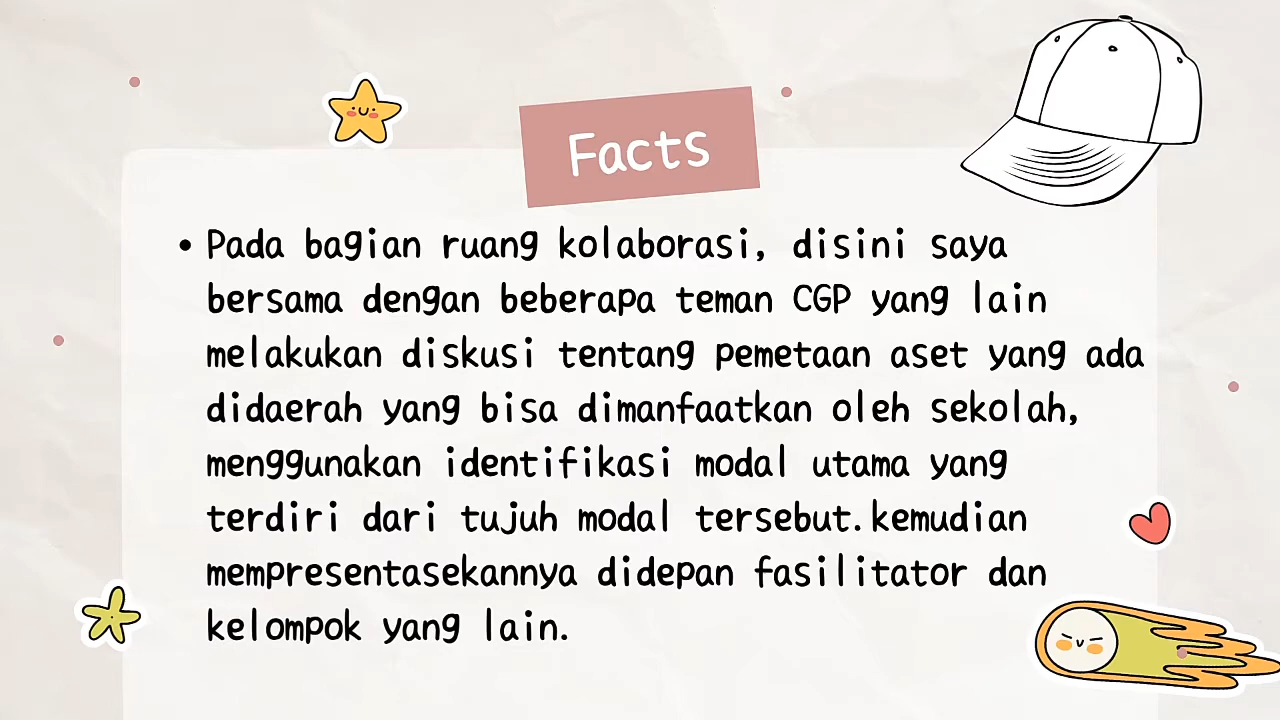 Facts
• Pada bagian ruang kolaborasi, disini saya
bersama dengan beberapa teman CGP yang lain
melakukan diskusi tentang pemetaan aset yang ada
didaerah yang bisa dimanfaatkan oleh sekolah,
menggunakan identifikasi modal utama yang
terdiri dari tujuh modal tersebut.kemudian
mempresentasekannya didepan fasilitator dan
kelompok yang lain.